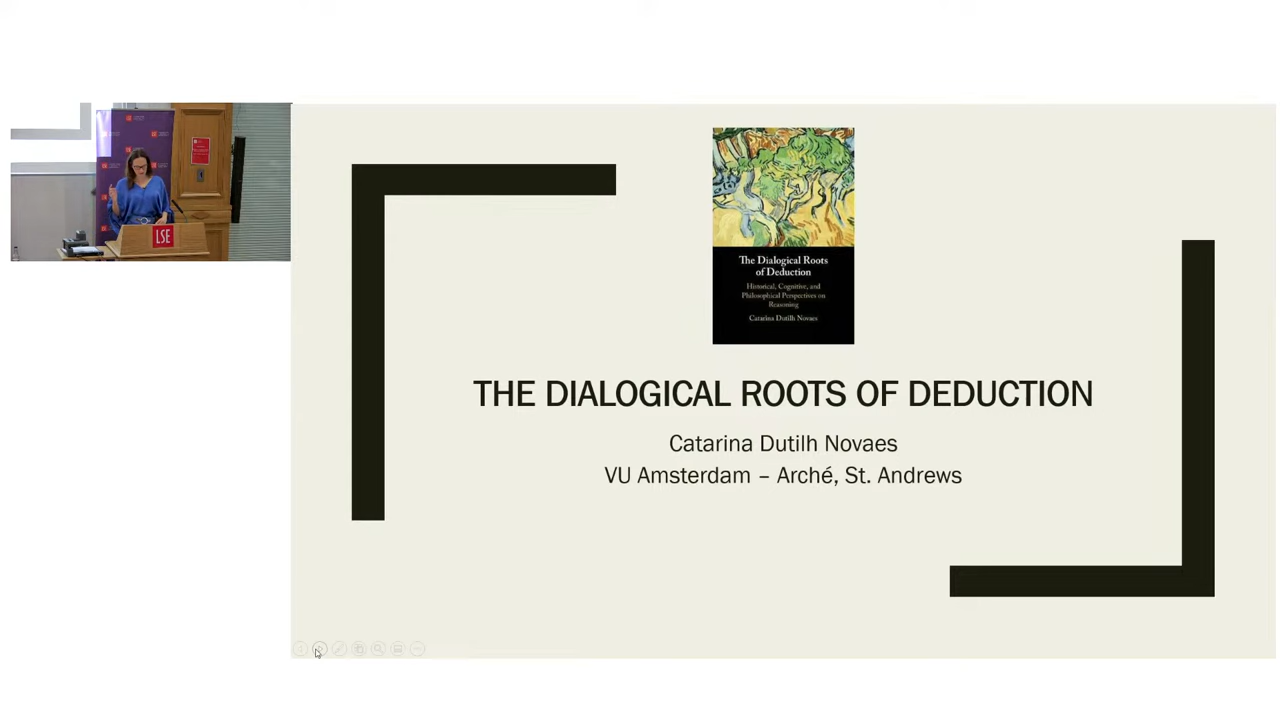 LSE
The Dialogical Roots
of Deduction
Historical, Cognitive, and
Philosophical Perspectives on
Reasoning
Catarina Dutilh Novaes
THE DIALOGICAL ROOTS OF DEDUCTION
Catarina Dutilh Novaes
VU Amsterdam – Arché, St. Andrews